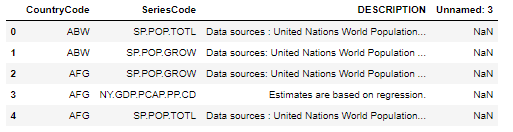 CountryCode SeriesCode DESCRIPTION Unnamed: 3
0 ABW SP.POP.TOTL Data sources : United Nations World Population... NaN
1 ABW SP.POP.GROW Data sources: United Nations World Population ... NaN
2 AFG SP.POP.GROW Data sources: United Nations World Population ... NaN
3 AFG NY.GDP.PCAP.PP.CD Estimates are based on regression. NaN
4 AFG SP.POP.TOTL Data sources : United Nations World Population... NaN